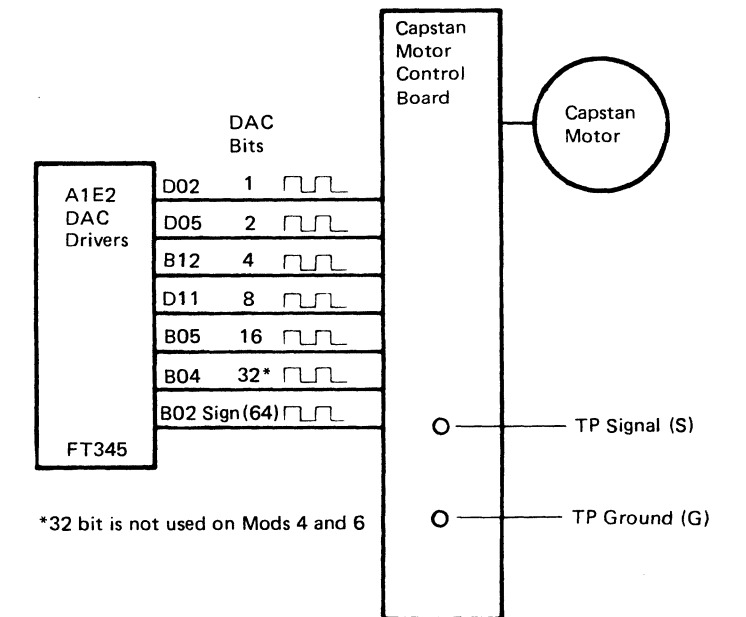 Capstan
Motor
Control
Board
Capstan
Motor
DAC
Bits
A1E2
DAC
Drivers
D02 1
D05 2
B12 4
D11 8
B05 16
B04 32*
B02 Sign (64)
FT345
TP Signal (S)
TP Ground (G)
*32 bit is not used on Mods 4 and 6